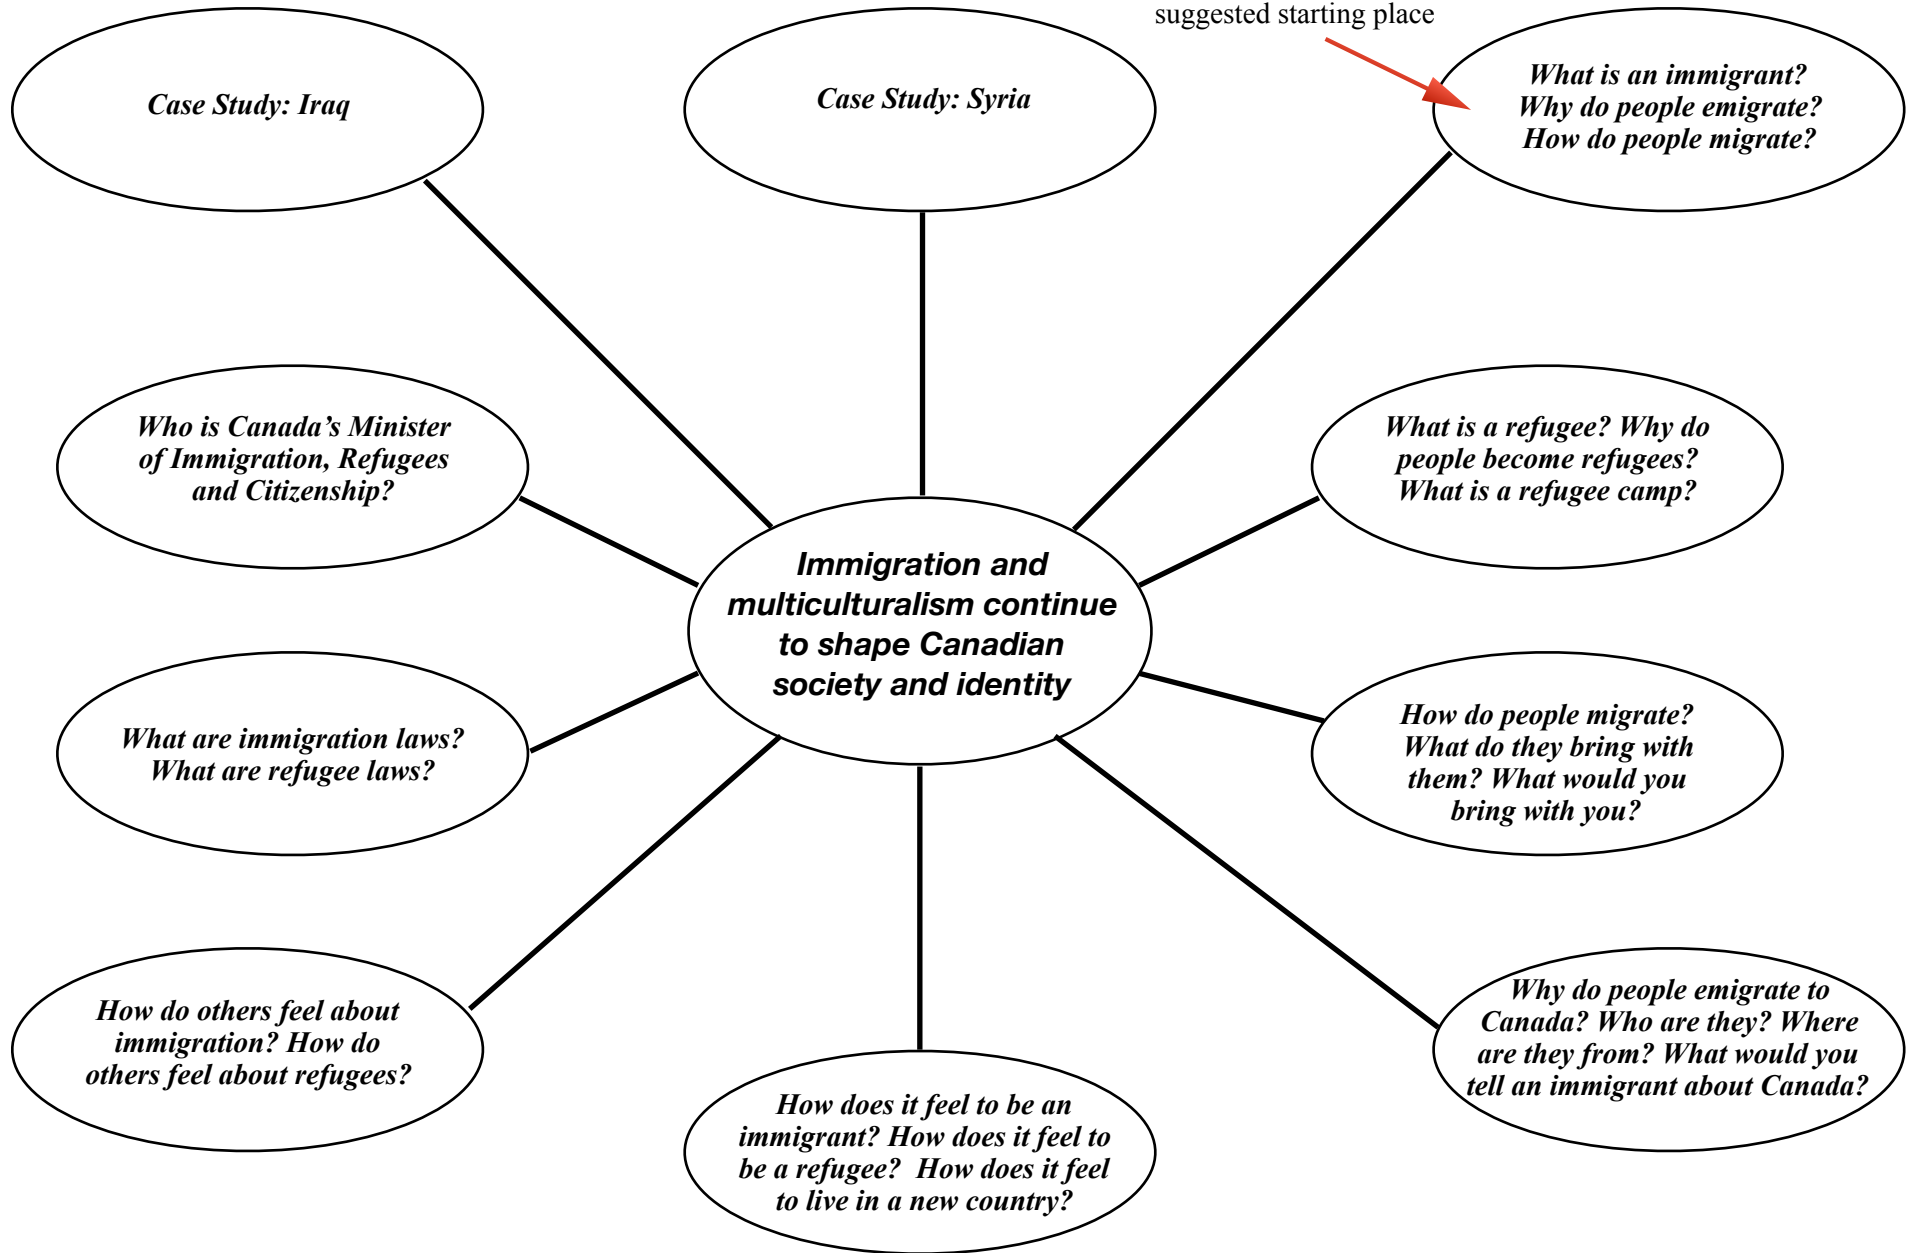 suggested starting place
Case Study: Iraq
Case Study: Syria
What is an immigrant?
Why do people emigrate?
How do people migrate?
Who is Canada's Minister
of Immigration, Refugees
and Citizenship?
What is a refugee? Why do
people become refugees?
What is a refugee camp?
Immigration and
multiculturalism continue
to shape Canadian
society and identity
What are immigration laws?
What are refugee laws?
How do people migrate?
What do they bring with
them? What would you
bring with you?
How do others feel about
immigration? How do
others feel about refugees?
How does it feel to be an
immigrant? How does it feel to
be a refugee?  How does it feel
to live in a new country?
Why do people emigrate to
Canada? Who are they? Where
are they from? What would you
tell an immigrant about Canada?